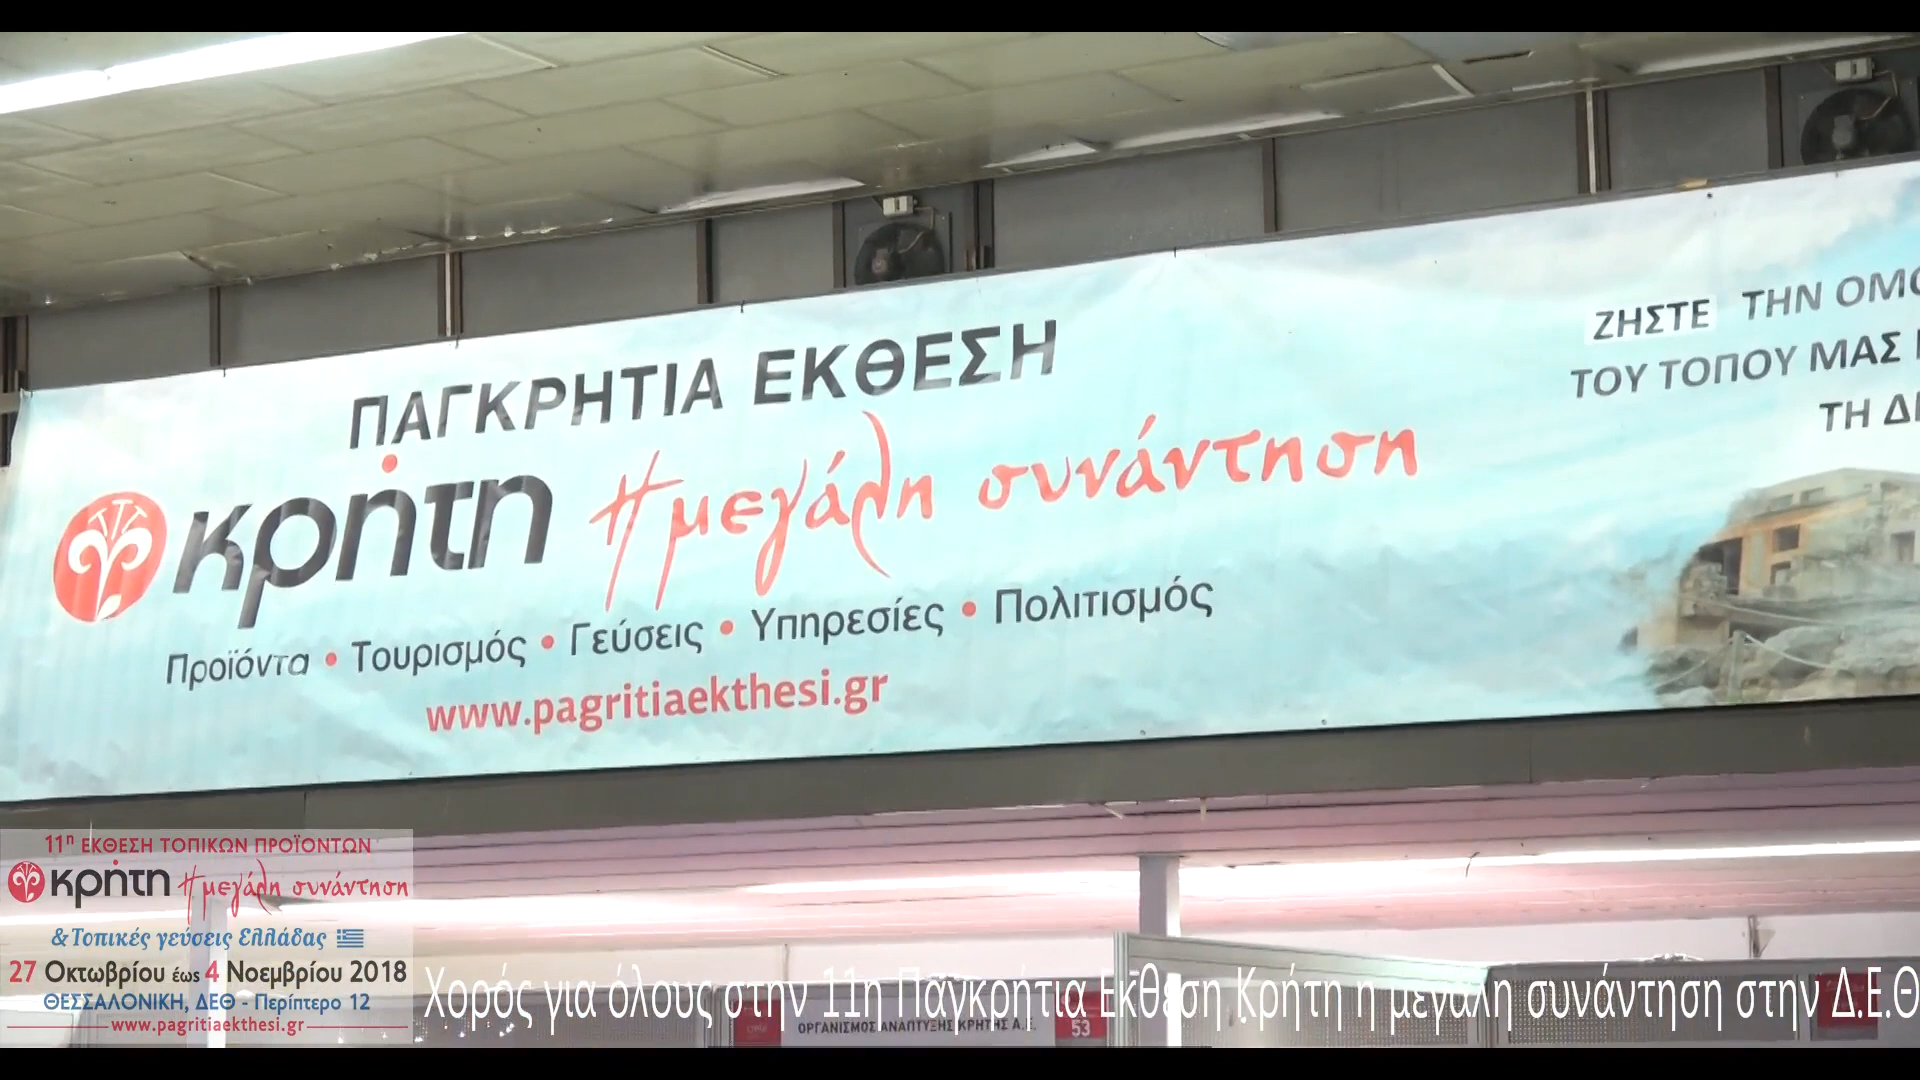 ΠΑΓΚΡΗΤΙΑ ΕΚΘΕΣΗ
κρήτη Η μεγάλη συνάντηση
Προϊόντα • Τουρισμός • Γεύσεις • Υπηρεσίες • Πολιτισμός
www.pagritiaekthesi.gr
ΖΗΣΤΕ ΤΗΝ
ΤΟΥ ΤΟΠΟΥ ΜΑΣ
ΤΗ
11η ΕΚΘΕΣΗ ΤΟΠΙΚΩΝ ΠΡΟΪΟΝΤΩΝ
κρήτη Η μεγάλη συνάντηση
& Τοπικές γεύσεις Ελλάδας
27 Οκτωβρίου έως 4 Νοεμβρίου 2018
ΘΕΣΣΑΛΟΝΙΚΗ, ΔΕΘ - Περίπτερο 12
www.pagritiaekthesi.gr
Χορός για όλους στην 11η Παγκρήτια Εκθεση Κρήτη η μεγάλη συνάντηση στην Δ.Ε.Θ
ΟΡΓΑΝΙΣΜΟΣ ΑΝΑΠΤΥΞΗΣ ΚΡΗΤΗΣ Α.Ε.
53